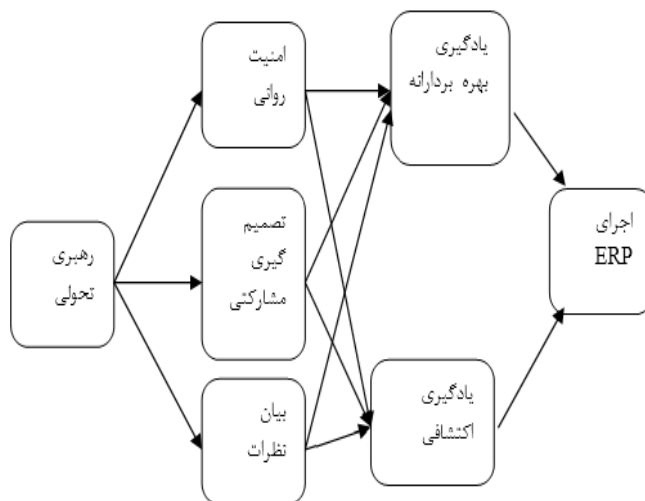 امنیت
روانی
یادگیری
بهره بردارانه
تصمیم
گیری
مشارکتی
رهبری
تحولی
اجرای
ERP
بیان
نظرات
یادگیری
اکتشافی